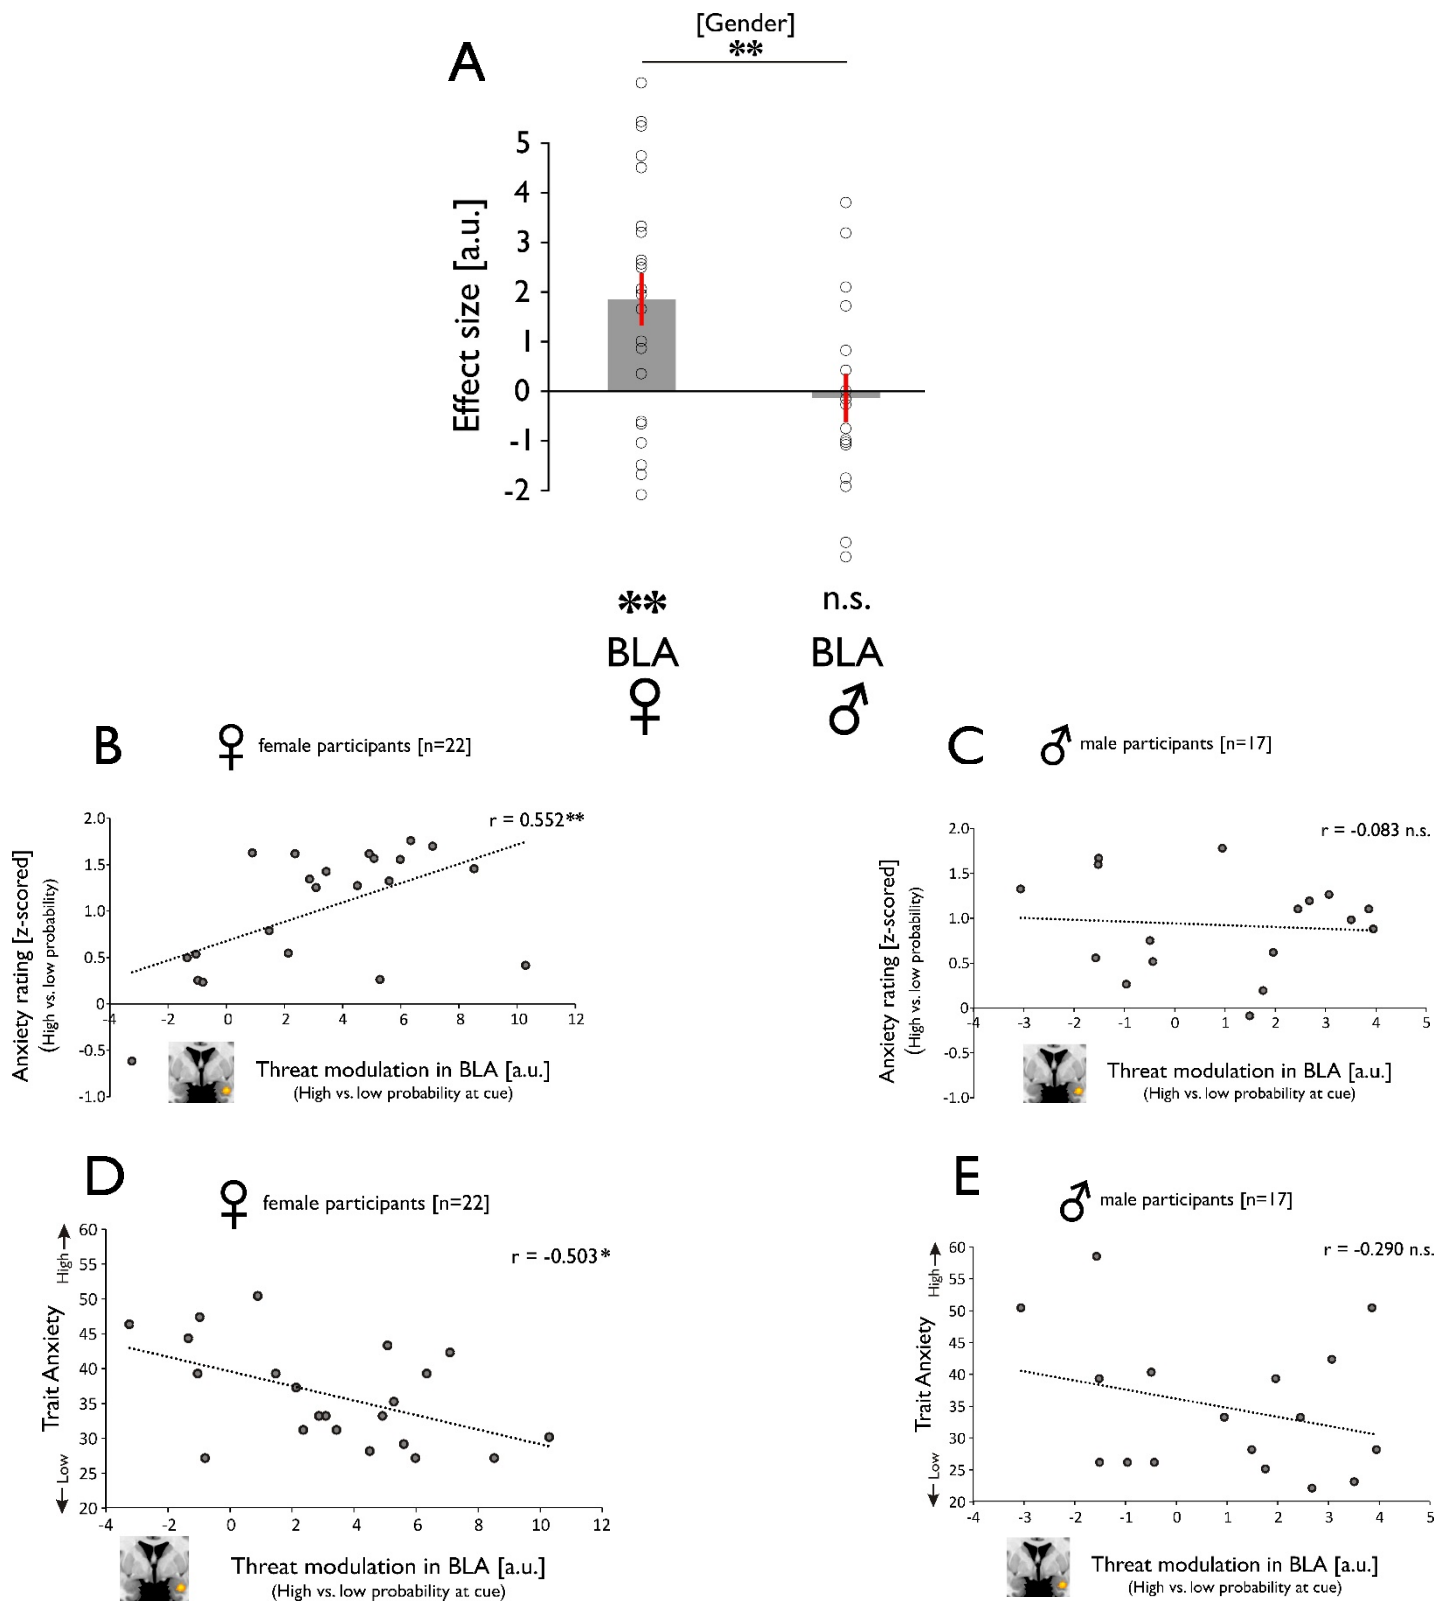 A
[Gender]
**
Effect size [a.u.]
5
4
3
2
1
0
-1
-2
** n.s.
BLA BLA
♀ ♂
B
♀ female participants [n=22]
r = 0.552**
Anxiety rating [z-scored]
(High vs. low probability)
2.0
1.5
1.0
0.5
0
-0.5
-1.0
-4 -2 0 2 4 6 8 10 12
Threat modulation in BLA [a.u.]
(High vs. low probability at cue)
C
♂ male participants [n=17]
r = -0.083 n.s.
Anxiety rating [z-scored]
(High vs. low probability)
2.0
1.5
1.0
0.5
0
-0.5
-1.0
-4 -3 -2 -1 0 1 2 3 4 5
Threat modulation in BLA [a.u.]
(High vs. low probability at cue)
D
♀ female participants [n=22]
r = -0.503*
Trait Anxiety
← Low High →
60
55
50
45
40
35
30
25
20
-4 -2 0 2 4 6 8 10 12
Threat modulation in BLA [a.u.]
(High vs. low probability at cue)
E
♂ male participants [n=17]
r = -0.290 n.s.
Trait Anxiety
← Low High →
60
55
50
45
40
35
30
25
20
-4 -3 -2 -1 0 1 2 3 4 5
Threat modulation in BLA [a.u.]
(High vs. low probability at cue)